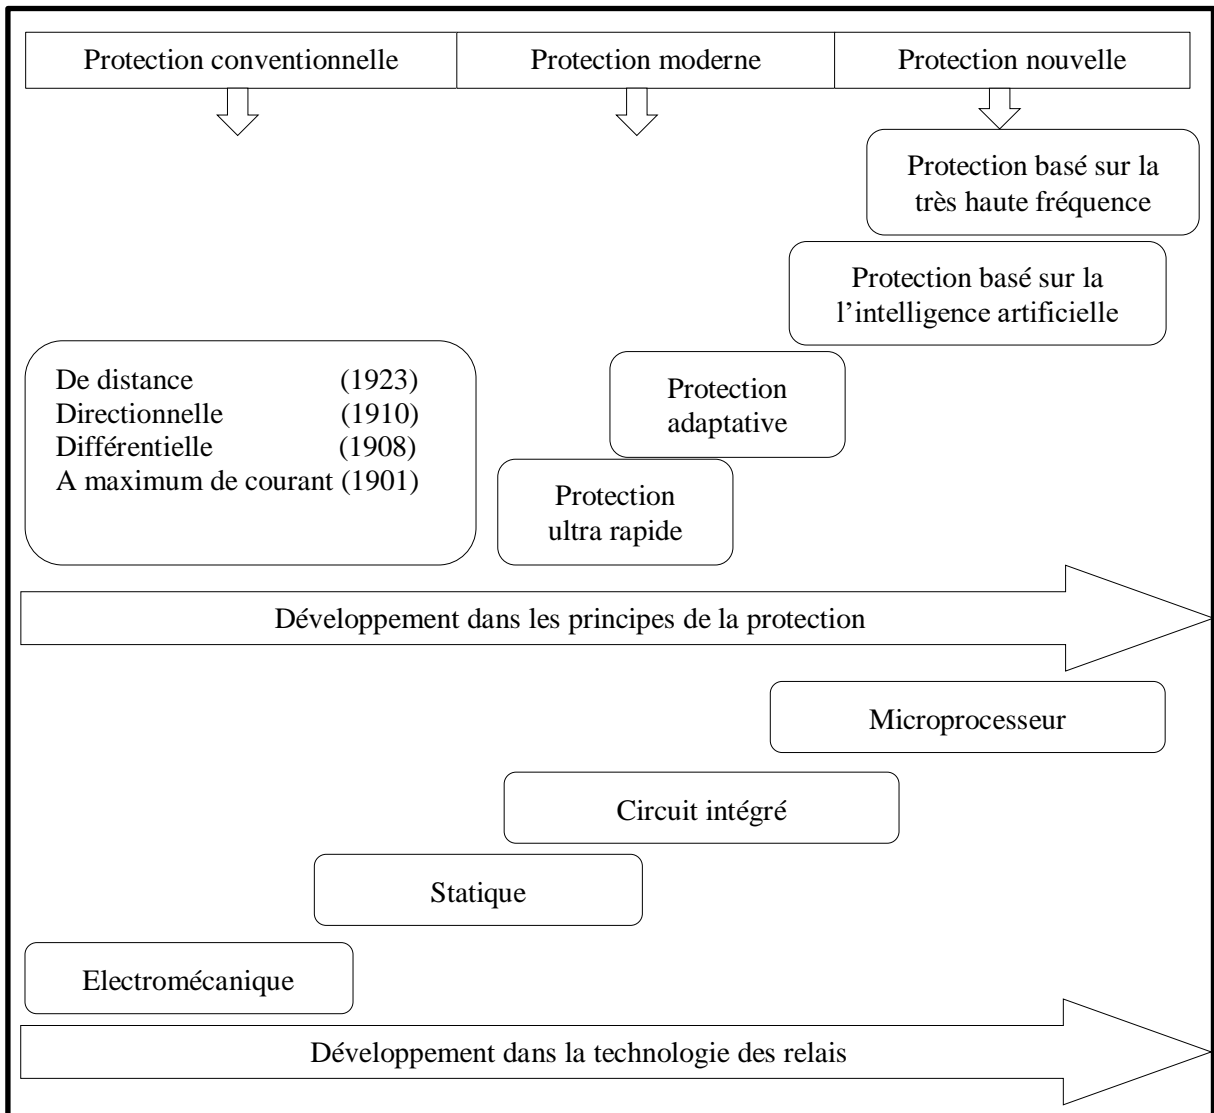 Protection conventionnelle
Protection moderne
Protection nouvelle
Protection basé sur la
très haute fréquence
Protection basé sur la
l’intelligence artificielle
De distance (1923)
Directionnelle (1910)
Différentielle (1908)
A maximum de courant (1901)
Protection
adaptative
Protection
ultra rapide
Développement dans les principes de la protection
Microprocesseur
Circuit intégré
Statique
Electromécanique
Développement dans la technologie des relais